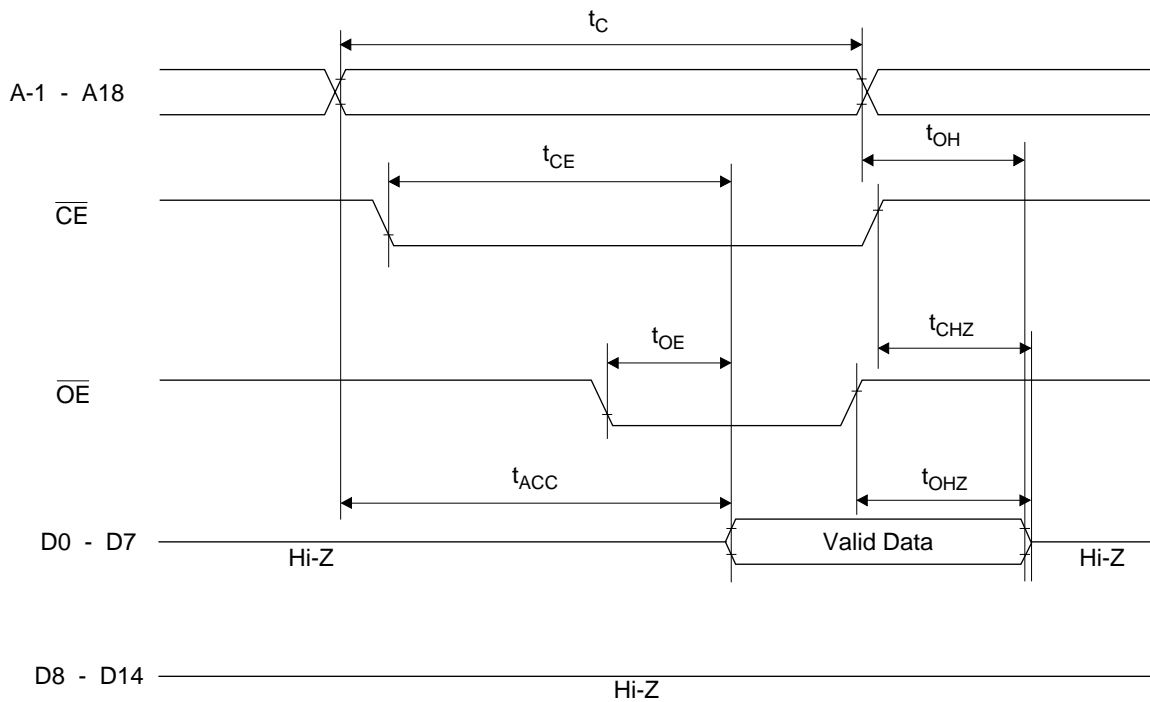 tC
A-1 - A18
tOH
tCE
CE
tCHZ
tOE
OE
tACC
tOHZ
D0 - D7
Valid Data
Hi-Z
Hi-Z
D8 - D14
Hi-Z